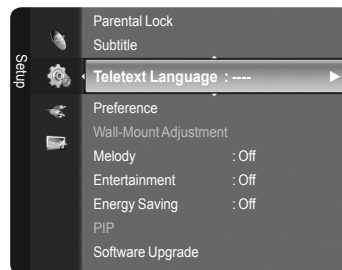 Setup
Parental Lock
Subtitle
Teletext Language : ----
Preference
Wall-Mount Adjustment
Melody : Off
Entertainment : Off
Energy Saving : Off
PIP
Software Upgrade